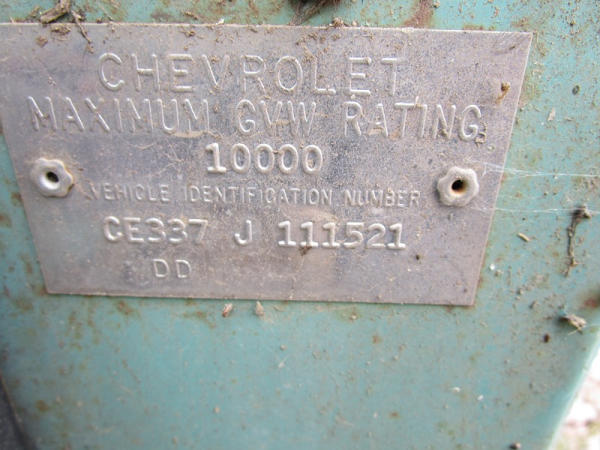 CHEVROLET
MAXIMUM GVW RATING
10000
VEHICLE IDENTIFICATION NUMBER
CE337 J 111521
DD